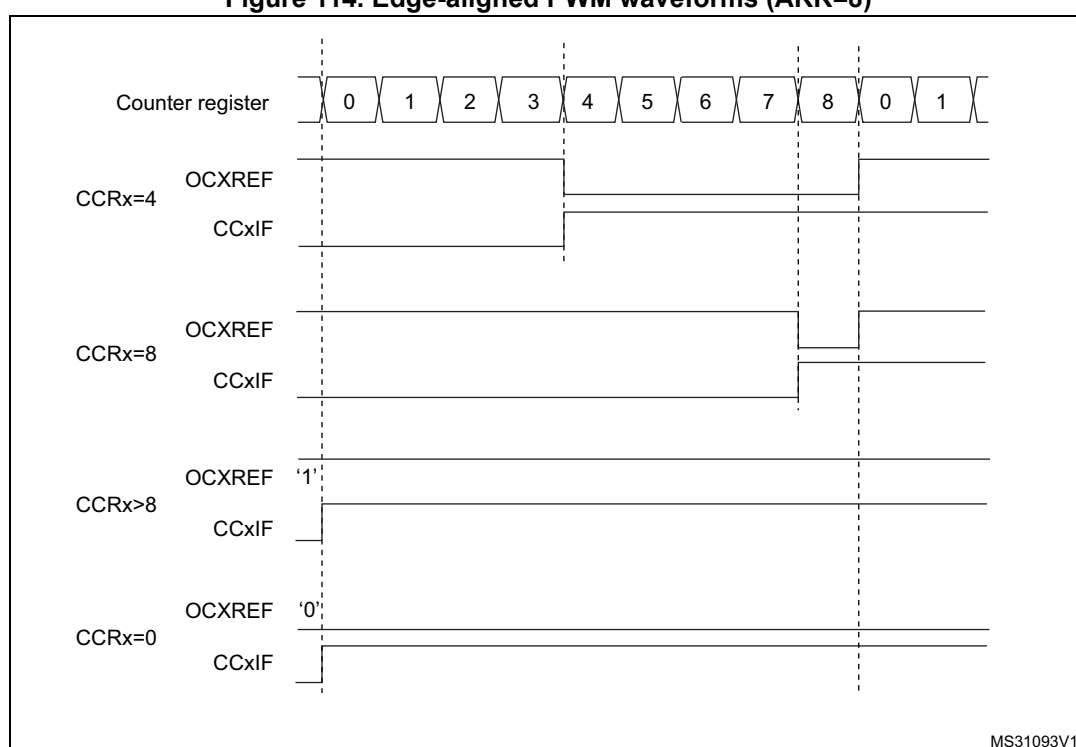 Figure 114. Edge-aligned PWM waveforms (ARR=8)
Counter register 0 1 2 3 4 5 6 7 8 0 1
OCXREF
CCRx=4
CCxIF
OCXREF
CCRx=8
CCxIF
OCXREF ‘1’
CCRx>8
CCxIF
OCXREF ‘0’
CCRx=0
CCxIF
MS31093V1